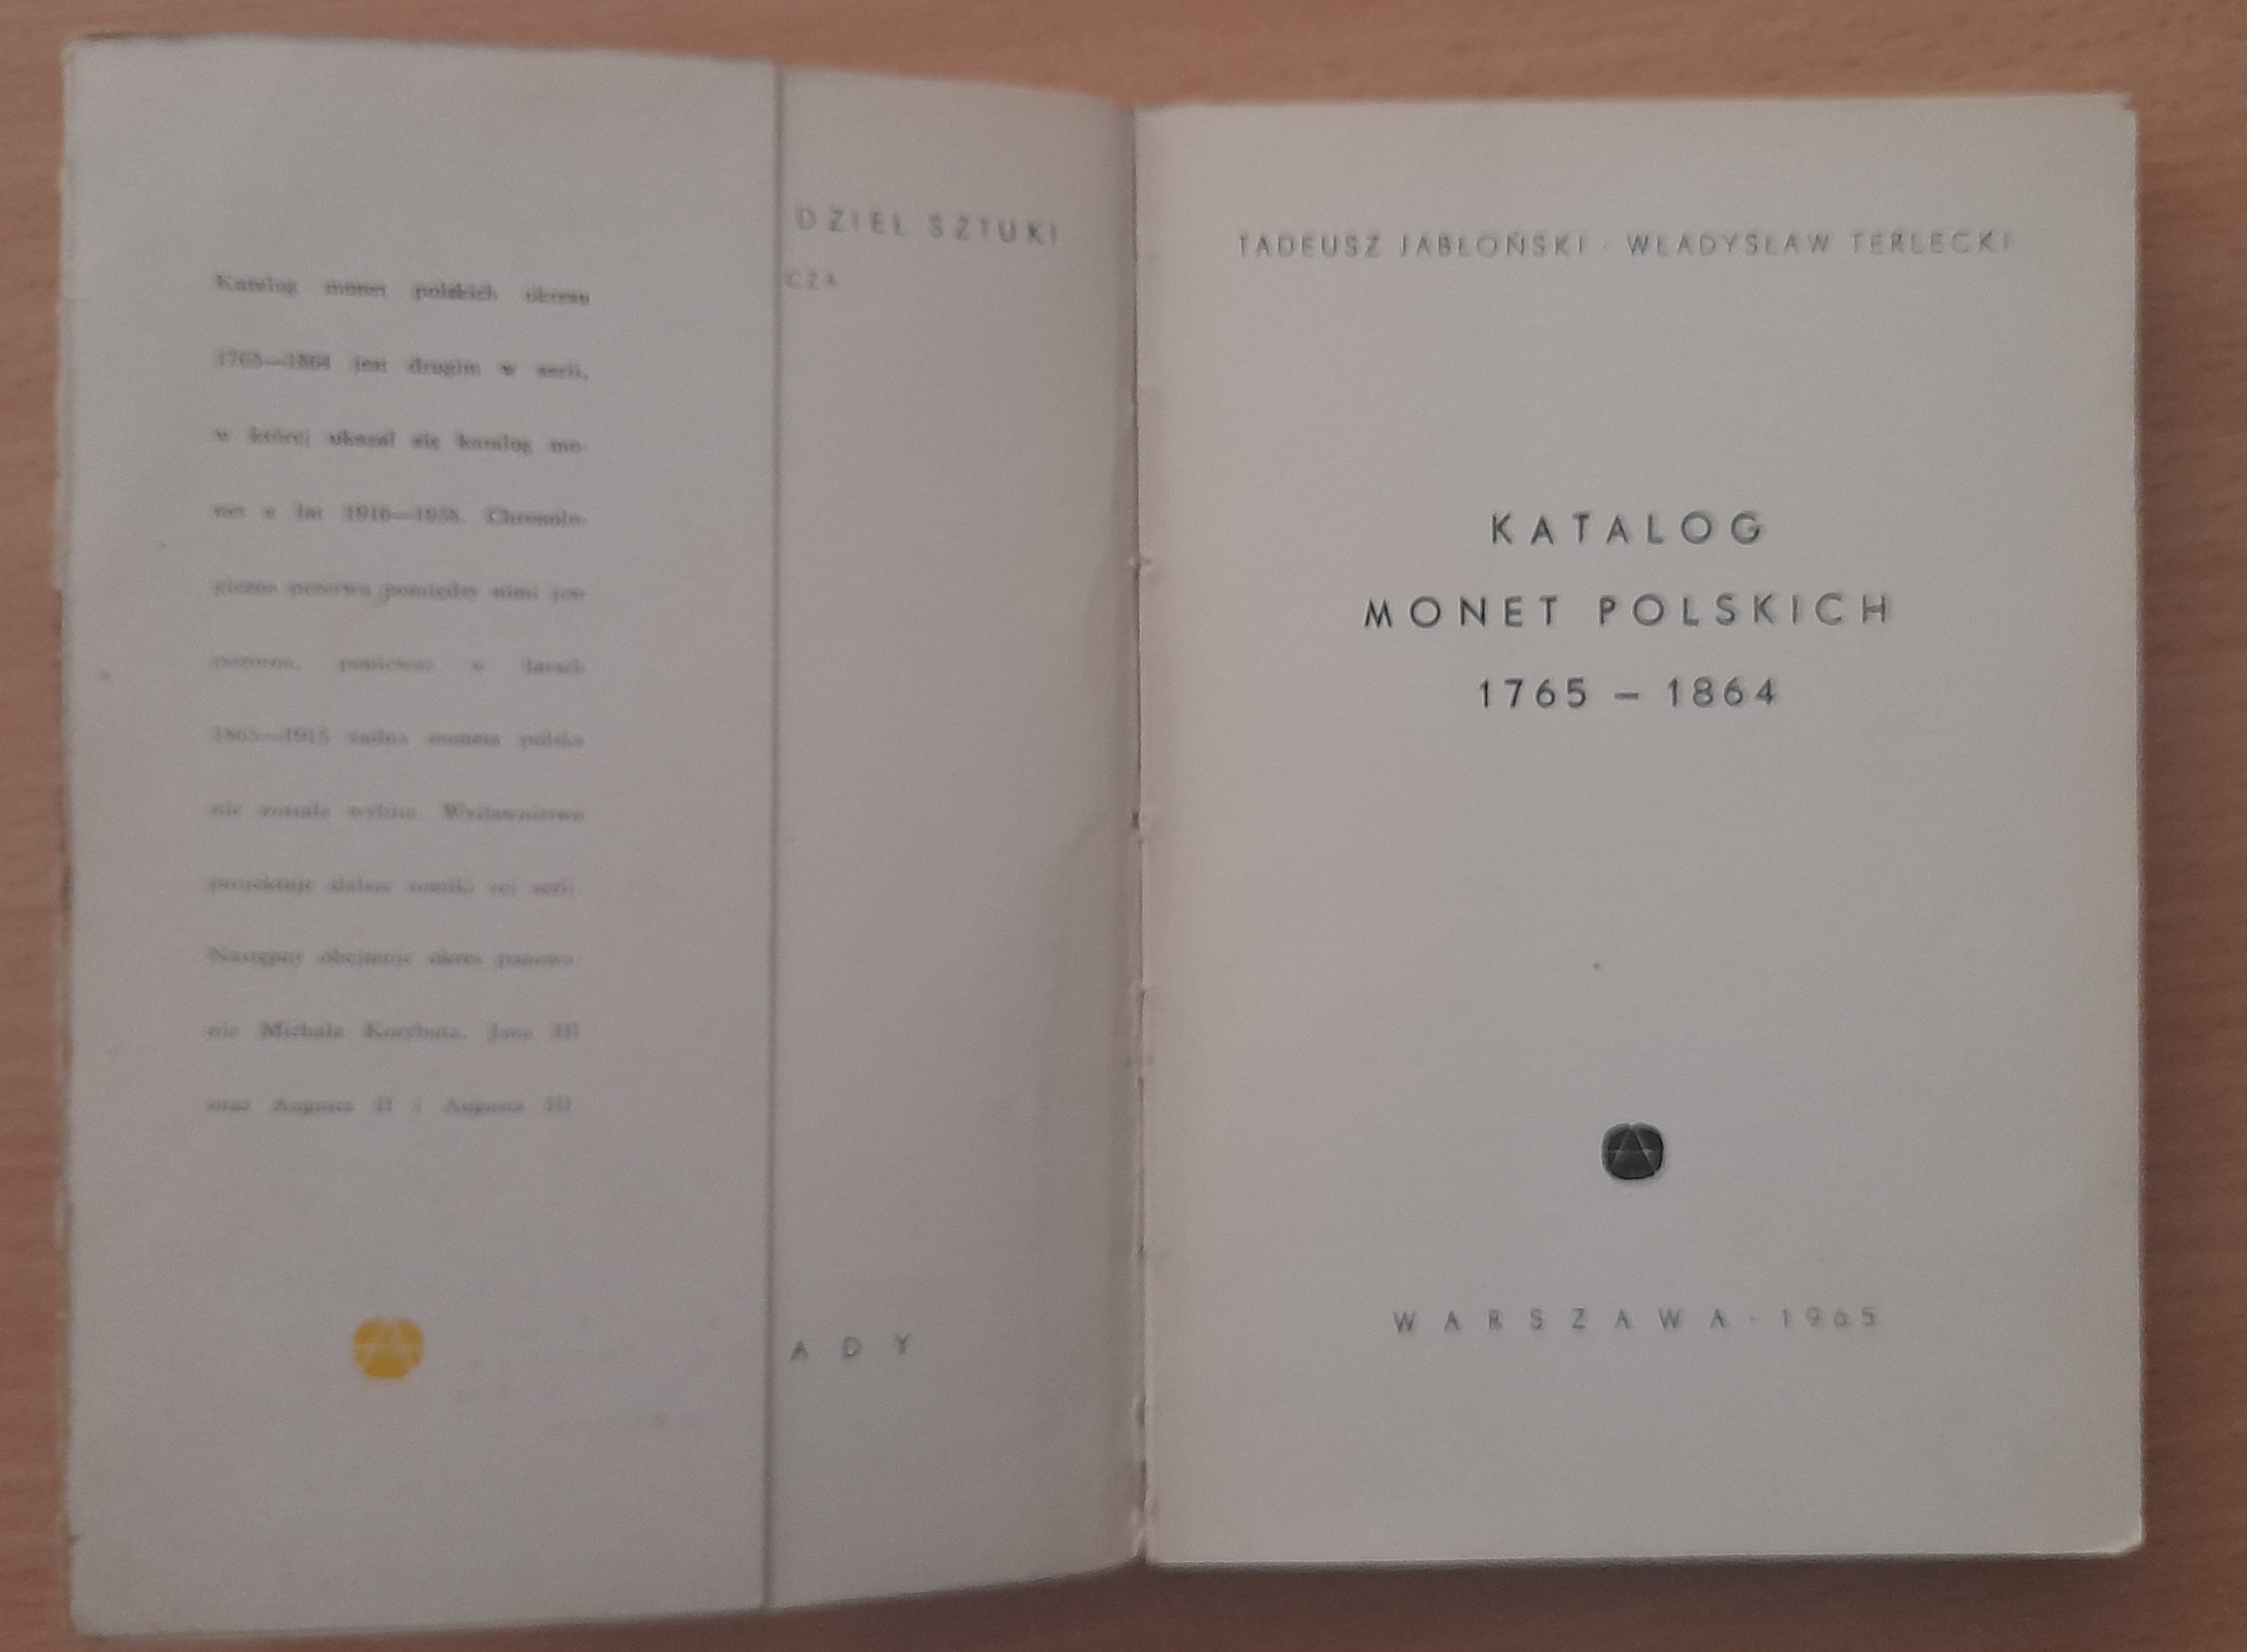 Katalog monet polskich okresu
1765—1864 jest drugim w serii,
w której ukazał się katalog mo-
net z lat 1916—1958. Chronolo-
giczna przerwa pomiędzy nimi jest
pozorna, ponieważ w latach
1865—1915 żadna moneta polska
nie została wybita. Wydawnictwo
projektuje dalsze tomiki tej serii.
Następny obejmuje okres panowa-
nia Michała Korybuta, Jana III
oraz Augusta II i Augusta III.
DZIEŁ SZTUKI
CZA
ADY
TADEUSZ JABŁOŃSKI · WŁADYSŁAW TERLECKI
KATALOG
MONET POLSKICH
1765 – 1864
WARSZAWA · 1965